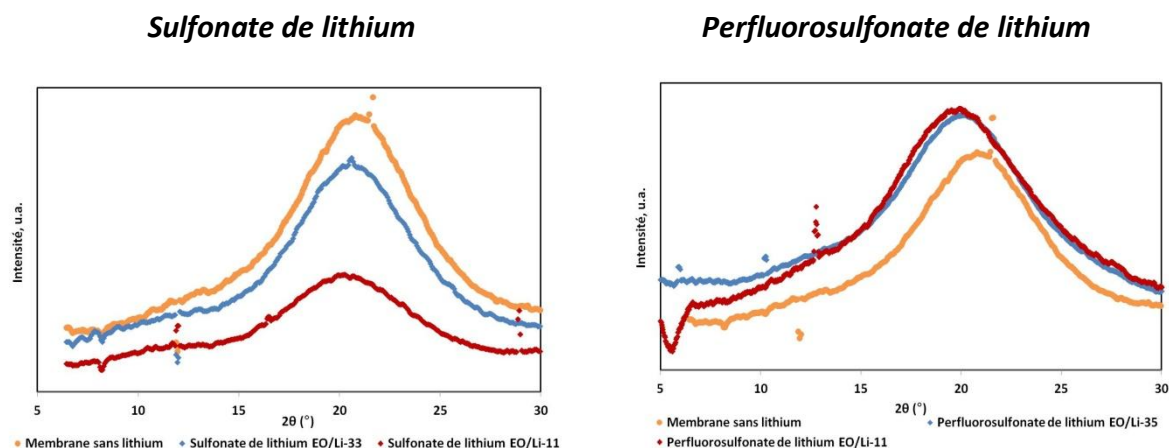 Sulfonate de lithium
Intensité, u.a.
5 10 15 20 25 30
2θ (°)
Membrane sans lithium Sulfonate de lithium EO/Li-33 Sulfonate de lithium EO/Li-11
Perfluorosulfonate de lithium
Intensité, u.a.
5 10 15 20 25 30
2θ (°)
Membrane sans lithium Perfluorosulfonate de lithium EO/Li-35
Perfluorosulfonate de lithium EO/Li-11